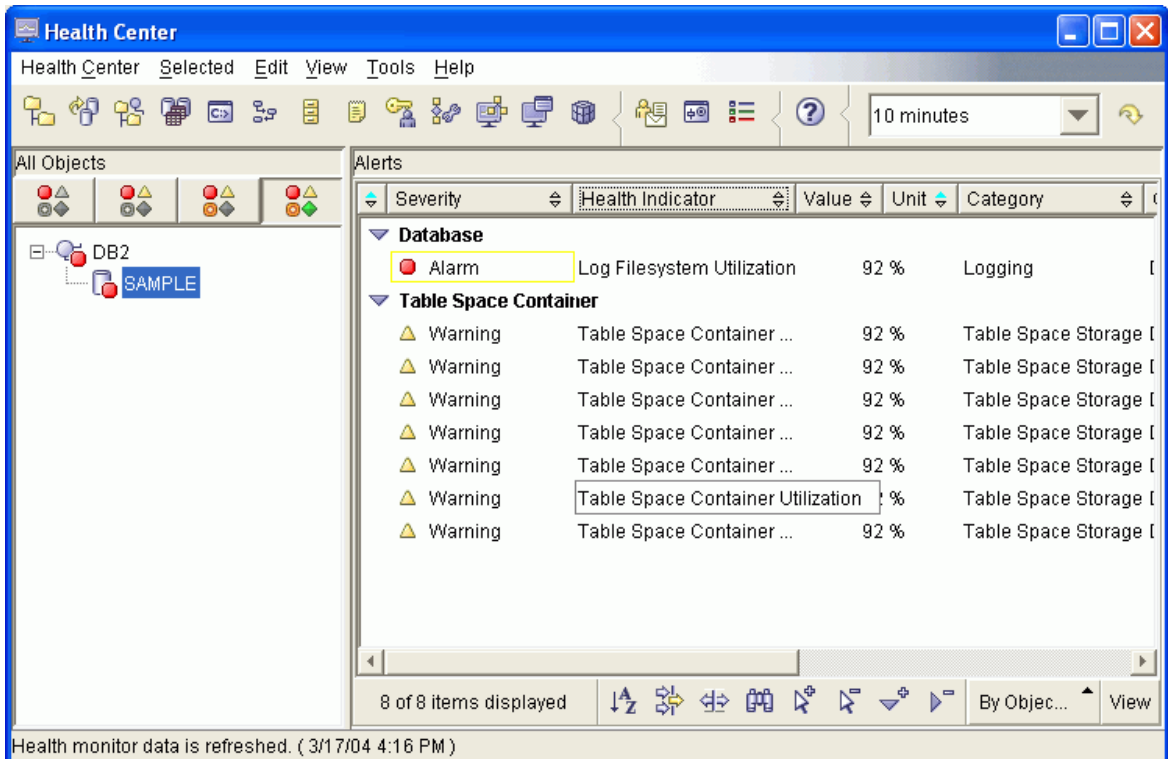 Health Center
Health Center Selected Edit View Tools Help
10 minutes
All Objects
Alerts
Severity Health Indicator Value Unit Category
DB2
SAMPLE
Database
Alarm Log Filesystem Utilization 92 % Logging
Table Space Container
Warning Table Space Container ... 92 % Table Space Storage
Warning Table Space Container ... 92 % Table Space Storage
Warning Table Space Container ... 92 % Table Space Storage
Warning Table Space Container ... 92 % Table Space Storage
Warning Table Space Container ... 92 % Table Space Storage
Warning Table Space Container Utilization % Table Space Storage
Warning Table Space Container ... 92 % Table Space Storage
8 of 8 items displayed
By Objec... View
Health monitor data is refreshed. ( 3/17/04 4:16 PM )